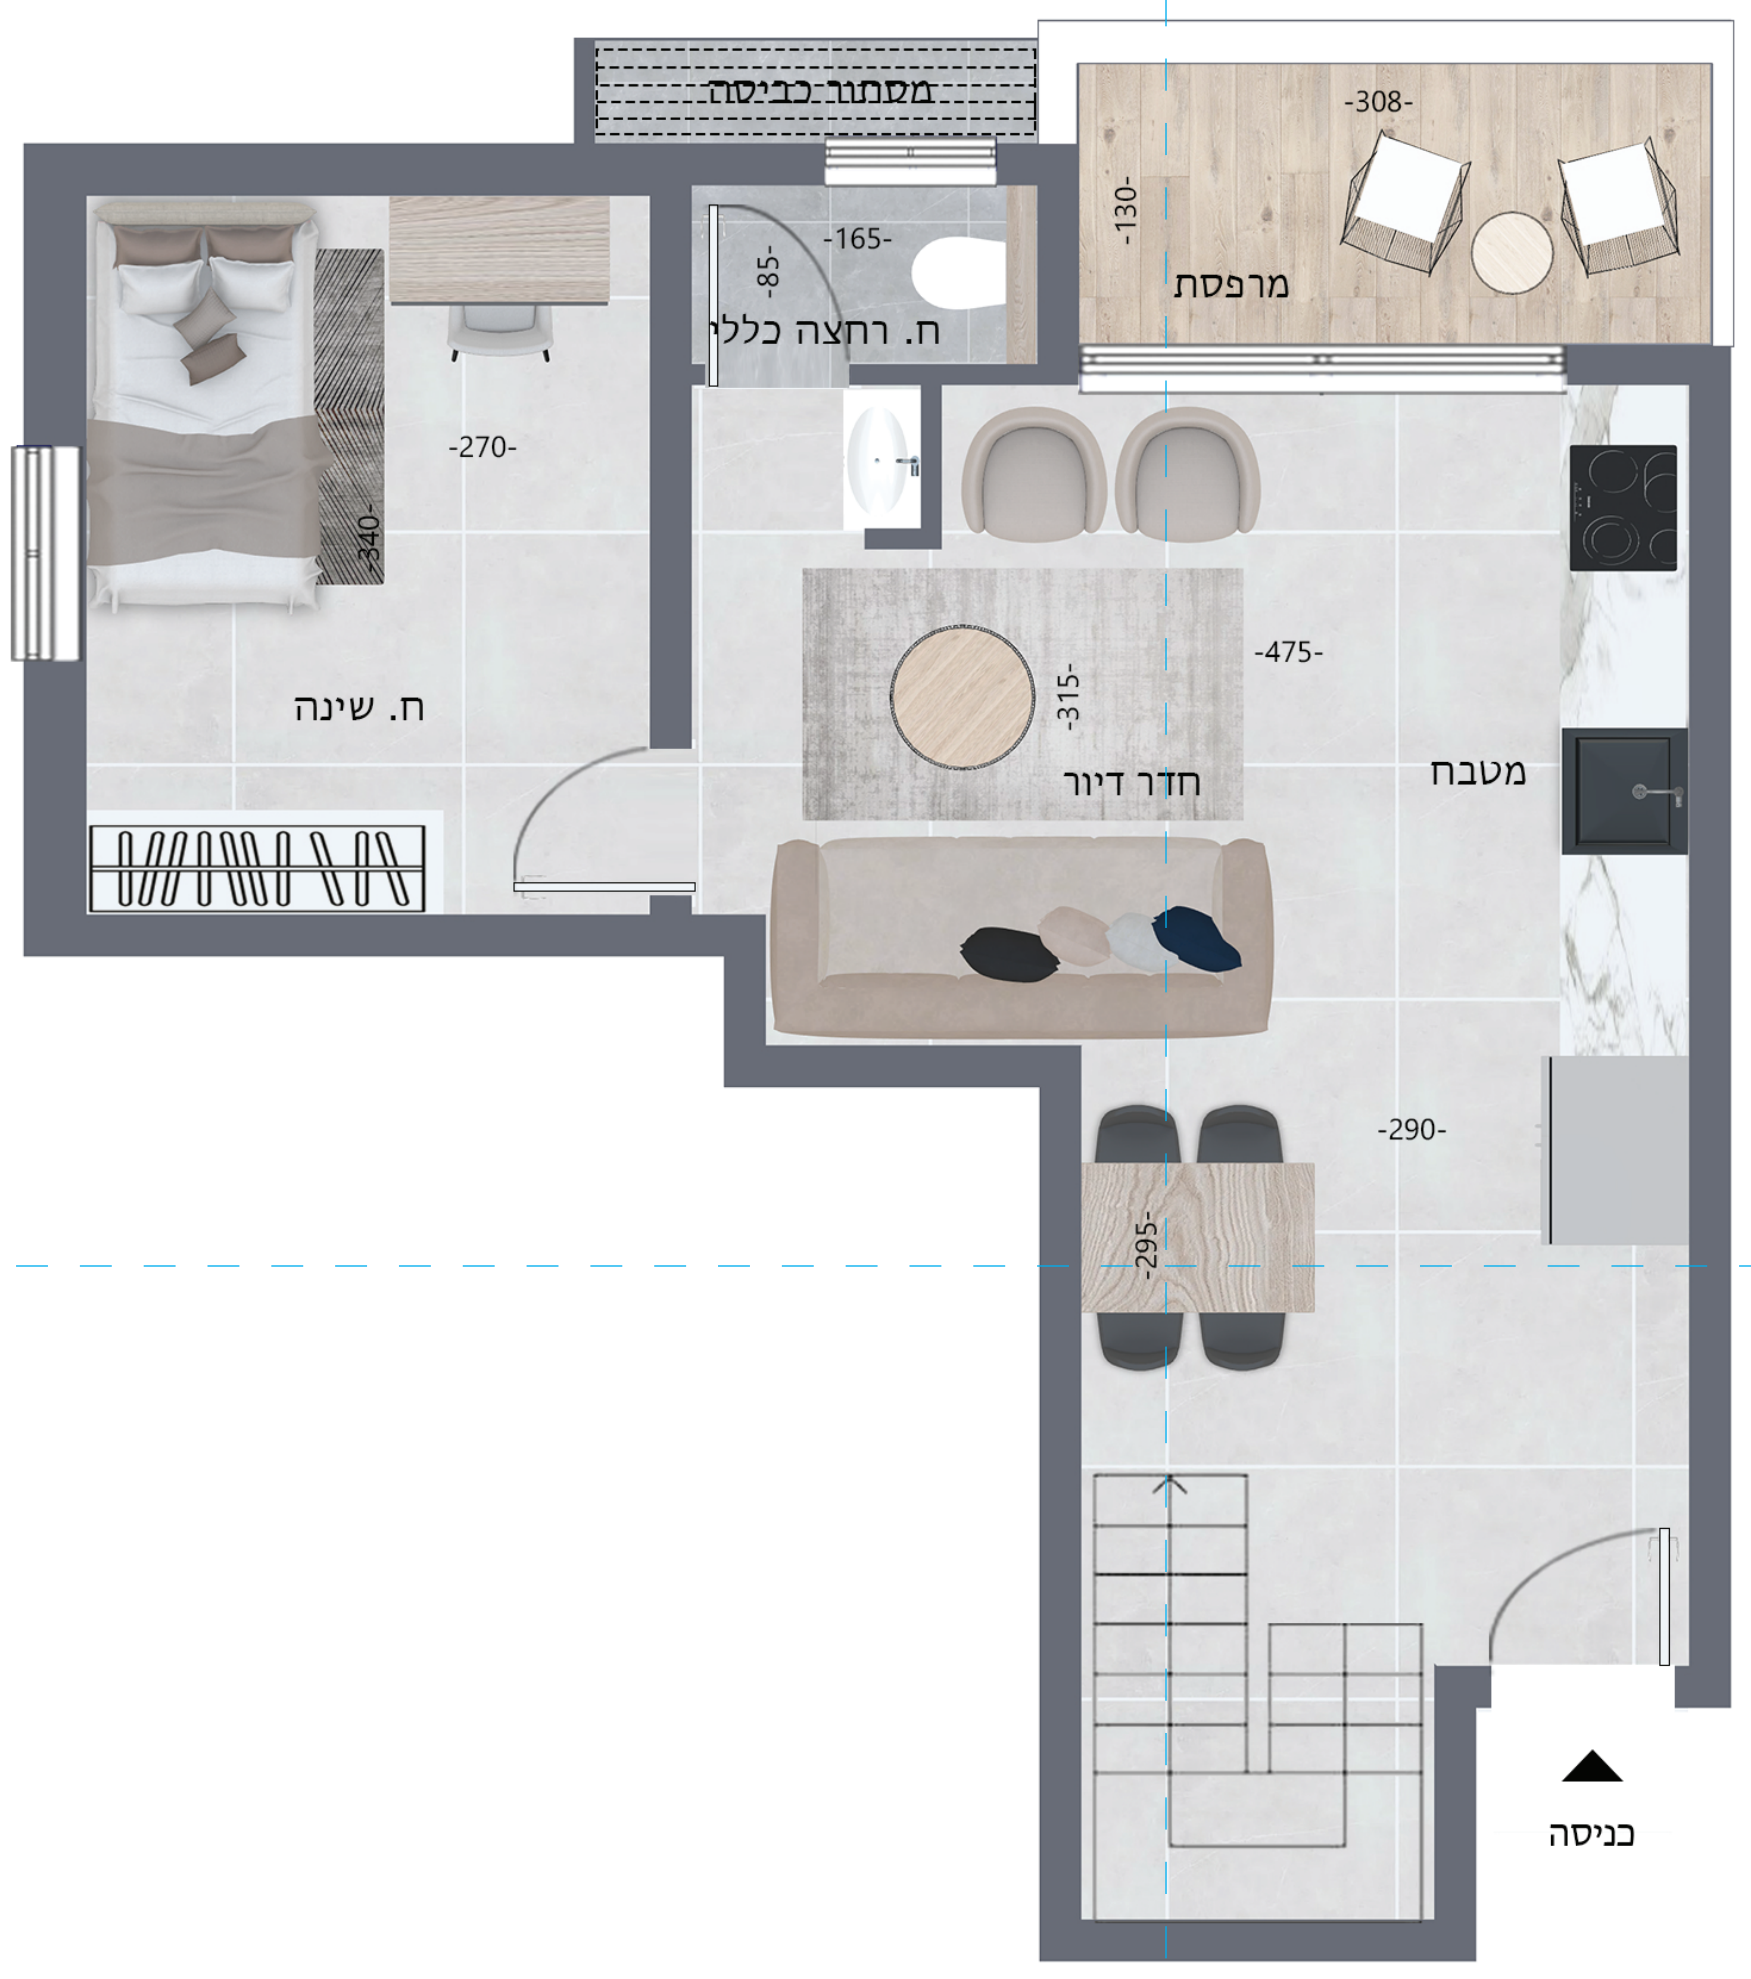 מסתור כביסה
-308-
-130-
מרפסת
-165-
-85-
ח. רחצה כללי
-270-
-340-
ח. שינה
-475-
-315-
חדר דיור
מטבח
-290-
-295-
כניסה